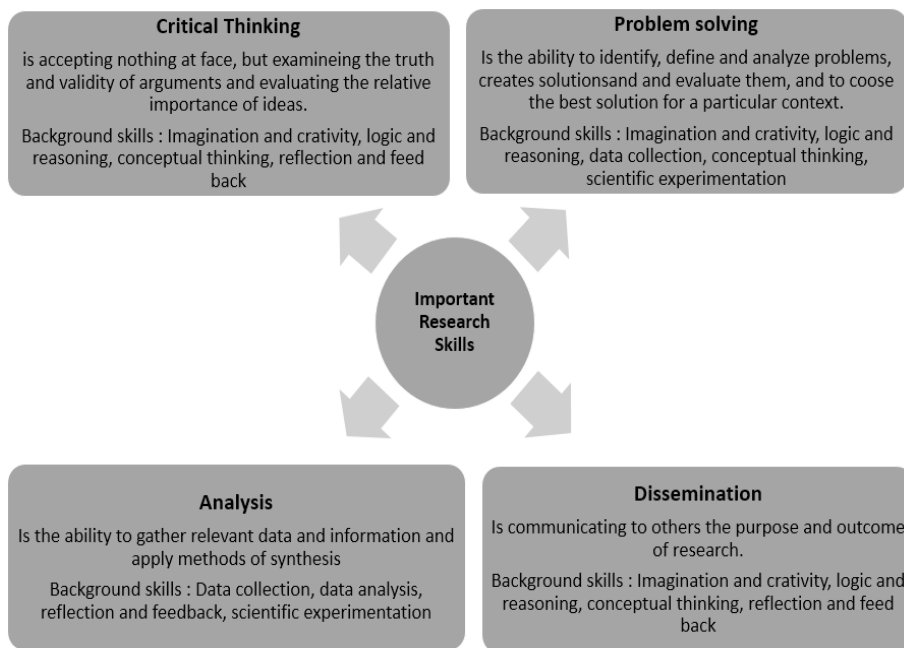 Critical Thinking
is accepting nothing at face, but examineing the truth
and validity of arguments and evaluating the relative
importance of ideas.
Background skills : Imagination and crativity, logic and
reasoning, conceptual thinking, reflection and feed
back
Problem solving
Is the ability to identify, define and analyze problems,
creates solutionsand and evaluate them, and to coose
the best solution for a particular context.
Background skills : Imagination and crativity, logic and
reasoning, data collection, conceptual thinking,
scientific experimentation
Important
Research
Skills
Analysis
Is the ability to gather relevant data and information and
apply methods of synthesis
Background skills : Data collection, data analysis,
reflection and feedback, scientific experimentation
Dissemination
Is communicating to others the purpose and outcome
of research.
Background skills : Imagination and crativity, logic and
reasoning, conceptual thinking, reflection and feed
back